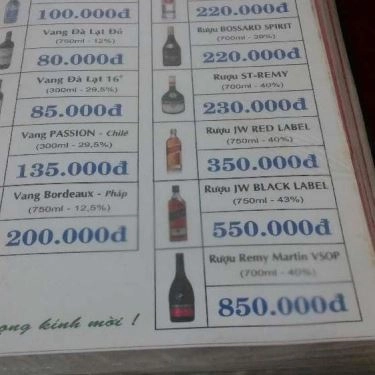 100.000đ
Vang Đà Lạt Đỏ
(750ml - 12%)
80.000đ
Vang Đà Lạt 16°
(300ml - 29,5%)
85.000đ
Vang PASSION - Chilê
(300ml - 29,5%)
135.000đ
Vang Bordeaux - Pháp
(750ml - 12,5%)
200.000đ
220.000đ
Rượu BOSSARD SPIRIT
(700ml - 39%)
220.000đ
Rượu ST-REMY
(700ml - 40%)
230.000đ
Rượu JW RED LABEL
(750ml - 40%)
350.000đ
Rượu JW BLACK LABEL
(750ml - 43%)
550.000đ
Rượu Remy Martin VSOP
(700ml - 40%)
850.000đ
ọng kính mời !